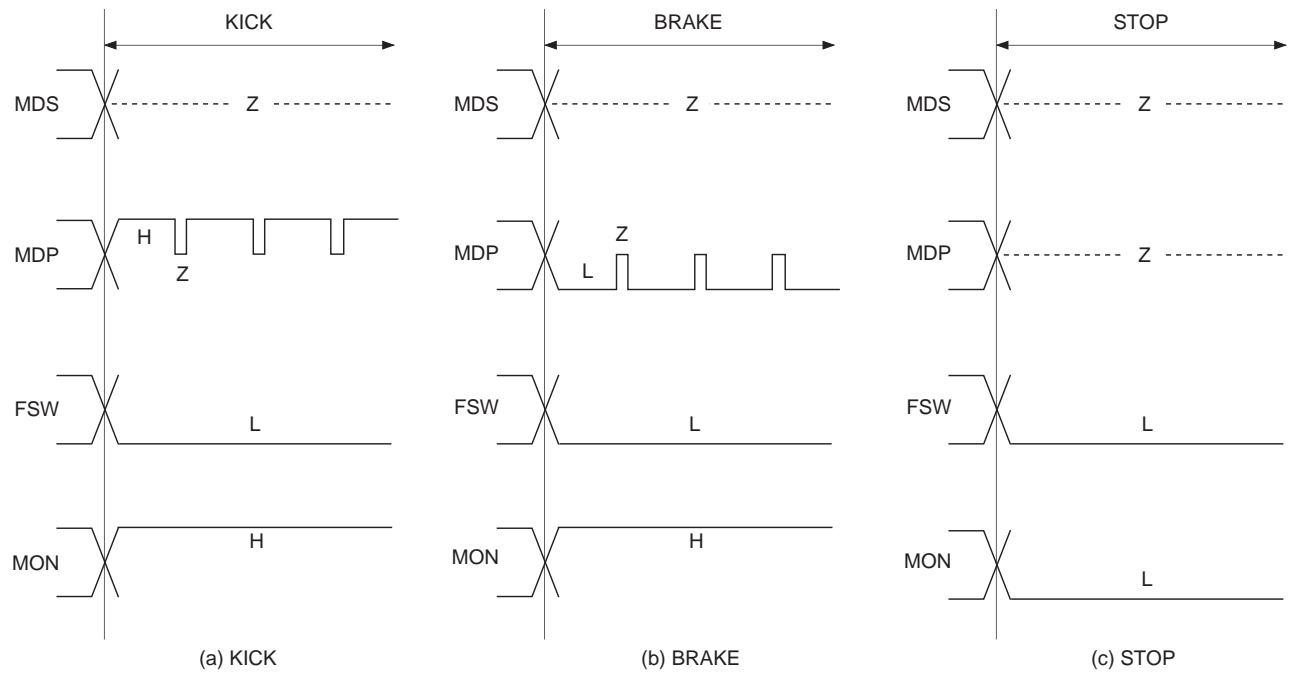 KICK
MDS
Z
MDP
H
Z
FSW
L
MON
H
(a) KICK
BRAKE
MDS
Z
MDP
Z
L
FSW
L
MON
H
(b) BRAKE
STOP
MDS
Z
MDP
Z
FSW
L
MON
L
(c) STOP